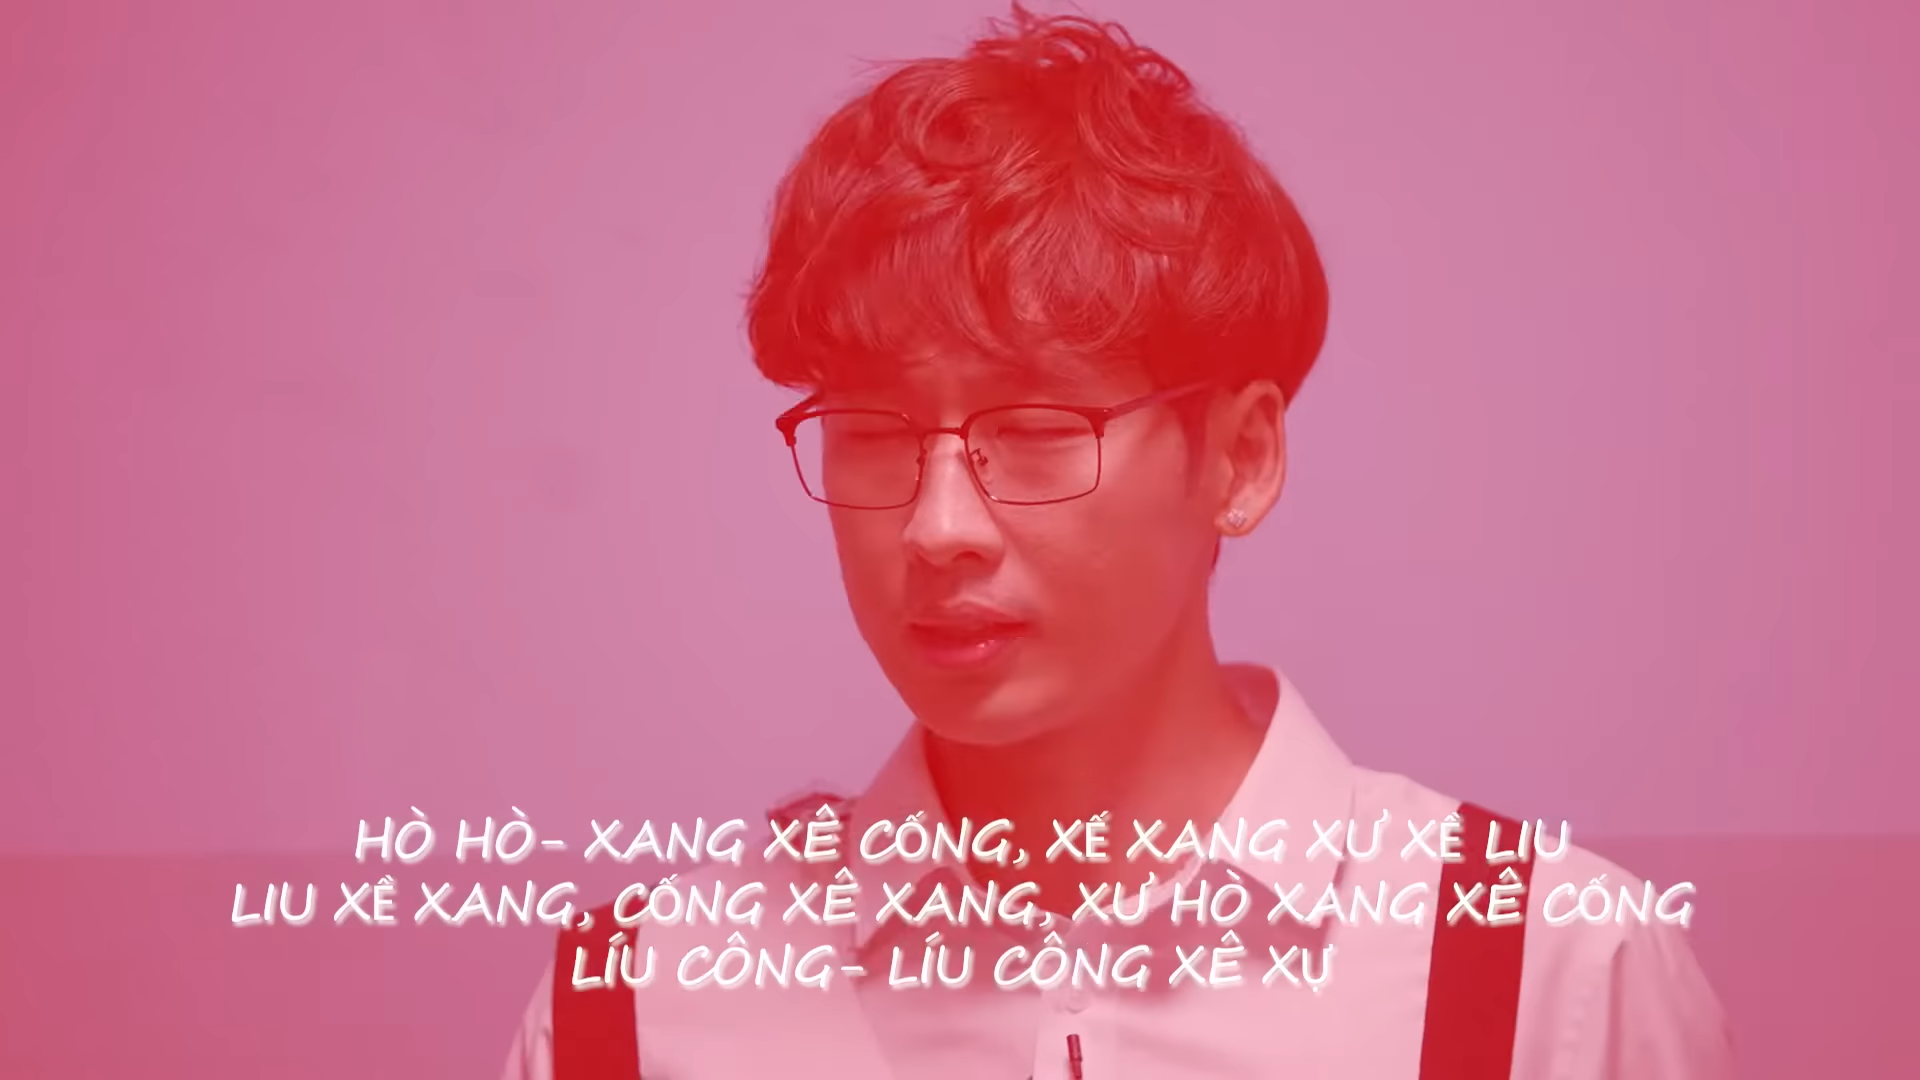 HÒ HÒ- XANG XÊ CỐNG, XẾ XANG XƯ XỀ LIU
LIU XỀ XANG, CỐNG XÊ XANG, XƯ HÒ XANG XÊ CỐNG
LÍU CÔNG- LÍU CÔNG XÊ XỰ